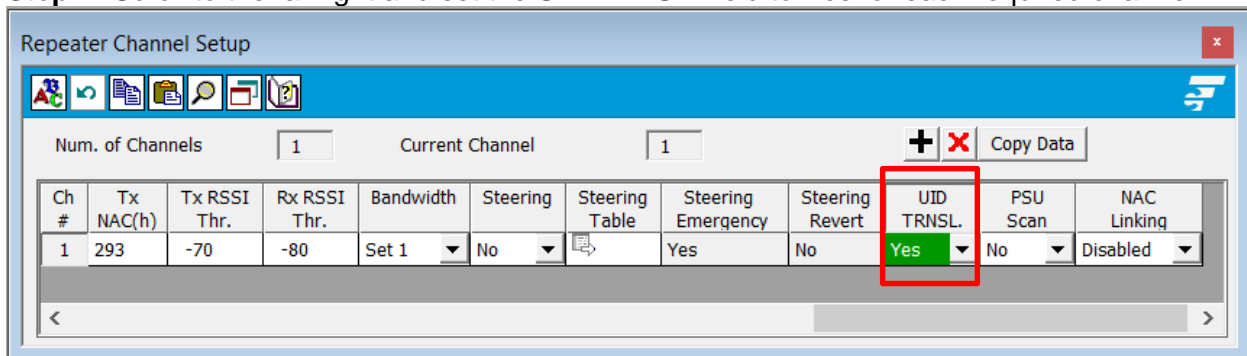 Repeater Channel Setup
Num. of Channels 1 Current Channel 1 Copy Data
Ch # Tx NAC(h) Tx RSSI Thr. Rx RSSI Thr. Bandwidth Steering Steering Table Steering Emergency Steering Revert UID TRNSL. PSU Scan NAC Linking
1 293 -70 -80 Set 1 No Yes No Yes No Disabled